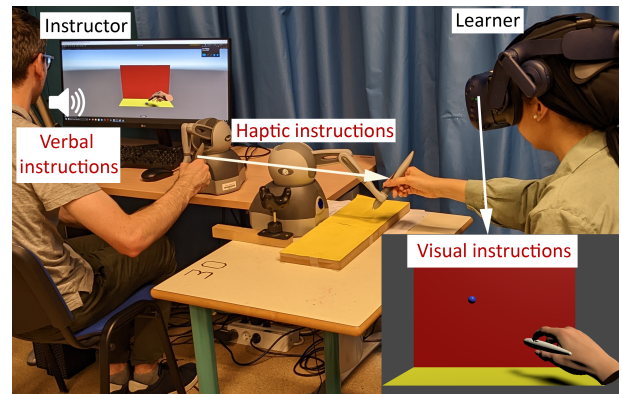 Instructor
Learner
Verbal
instructions
Haptic instructions
Visual instructions
30